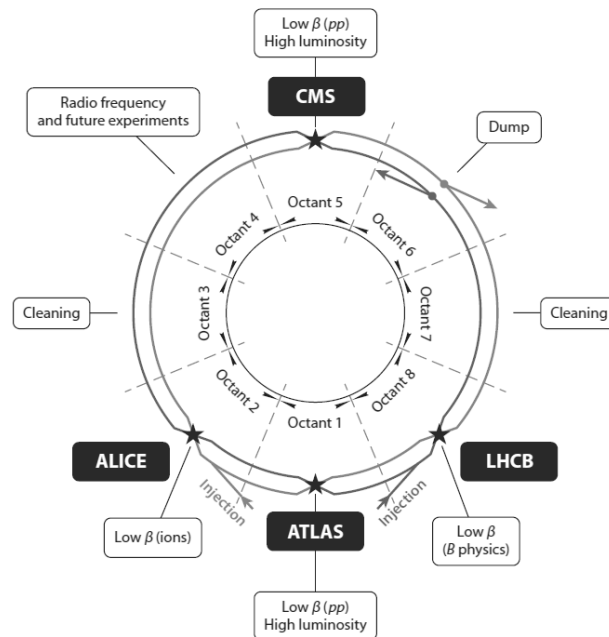 Low β (pp)
High luminosity
CMS
Radio frequency
and future experiments
Dump
Octant 5
Octant 4
Octant 6
Cleaning
Octant 3
Octant 7
Cleaning
Octant 2
Octant 8
Octant 1
ALICE
LHCB
Injection
Injection
Low β (ions)
ATLAS
Low β
(B physics)
Low β (pp)
High luminosity